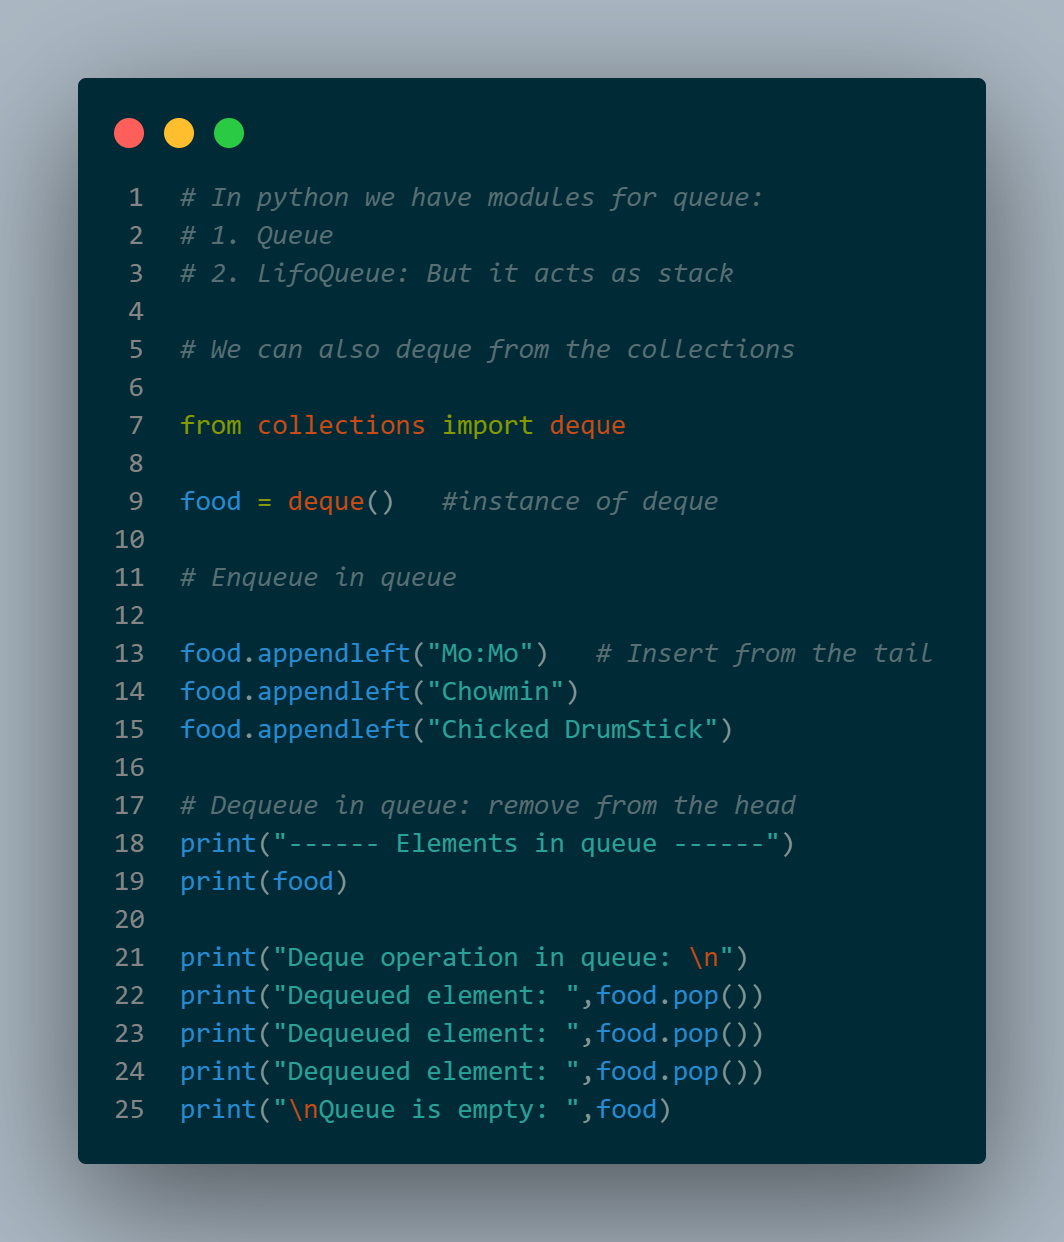 1 # In python we have modules for queue:
2 # 1. Queue
3 # 2. LifoQueue: But it acts as stack
4
5 # We can also deque from the collections
6
7 from collections import deque
8
9 food = deque()   #instance of deque
10
11 # Enqueue in queue
12
13 food.appendleft("Mo:Mo")   # Insert from the tail
14 food.appendleft("Chowmin")
15 food.appendleft("Chicked DrumStick")
16
17 # Dequeue in queue: remove from the head
18 print("------ Elements in queue ------")
19 print(food)
20
21 print("Deque operation in queue: \n")
22 print("Dequeued element: ",food.pop())
23 print("Dequeued element: ",food.pop())
24 print("Dequeued element: ",food.pop())
25 print("\nQueue is empty: ",food)